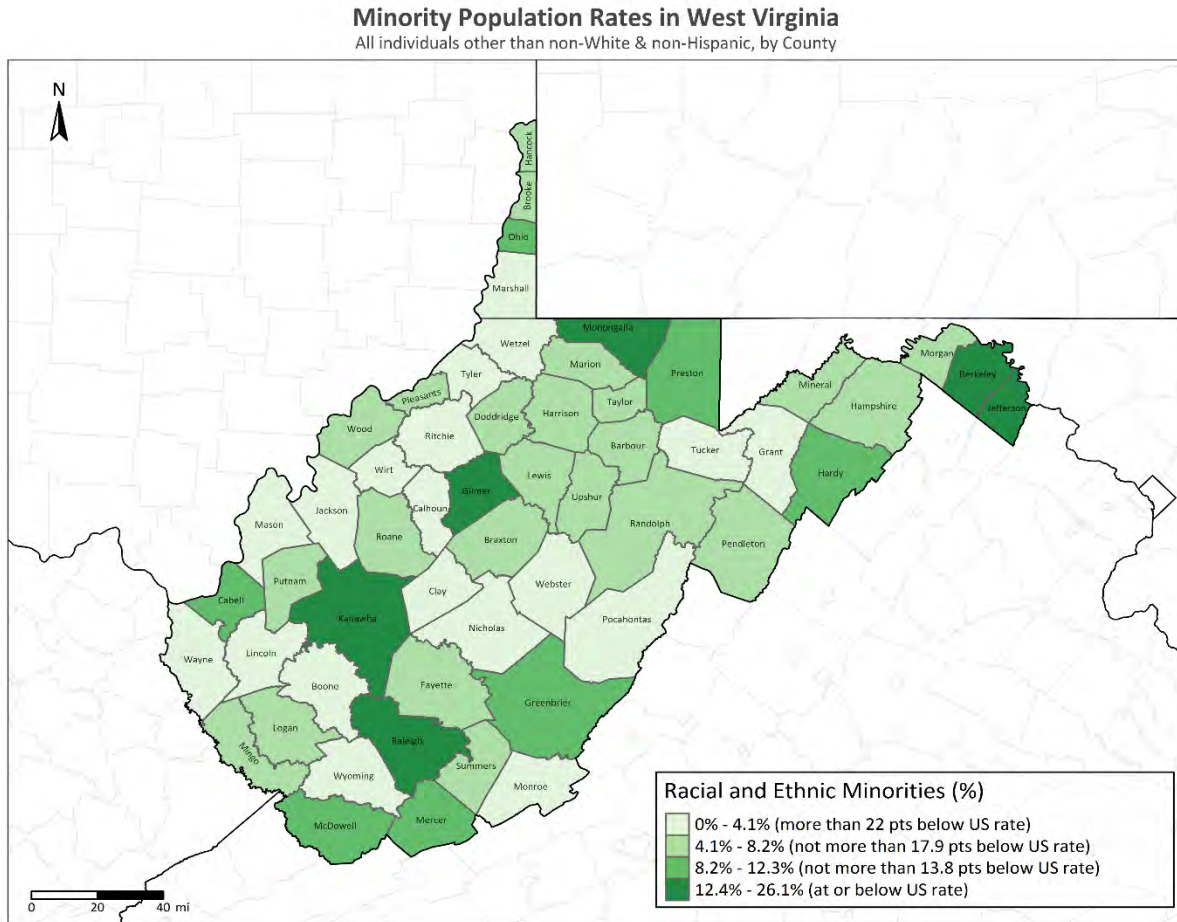 Minority Population Rates in West Virginia
All individuals other than non-White & non-Hispanic, by County
N
Hancock
Brooke
Ohio
Marshall
Wetzel
Monongalia
Marion
Preston
Morgan
Berkeley
Jefferson
Tyler
Pleasants
Mineral
Hampshire
Wood
Doddridge
Harrison
Taylor
Ritchie
Barbour
Tucker
Grant
Hardy
Wirt
Gilmer
Lewis
Upshur
Calhoun
Jackson
Mason
Roane
Randolph
Braxton
Pendleton
Putnam
Cabell
Clay
Webster
Kanawha
Nicholas
Pocahontas
Wayne
Lincoln
Boone
Fayette
Greenbrier
Logan
Mingo
Raleigh
Summers
Wyoming
Monroe
McDowell
Mercer
Racial and Ethnic Minorities (%)
0% - 4.1% (more than 22 pts below US rate)
4.1% - 8.2% (not more than 17.9 pts below US rate)
8.2% - 12.3% (not more than 13.8 pts below US rate)
12.4% - 26.1% (at or below US rate)
0 20 40 mi